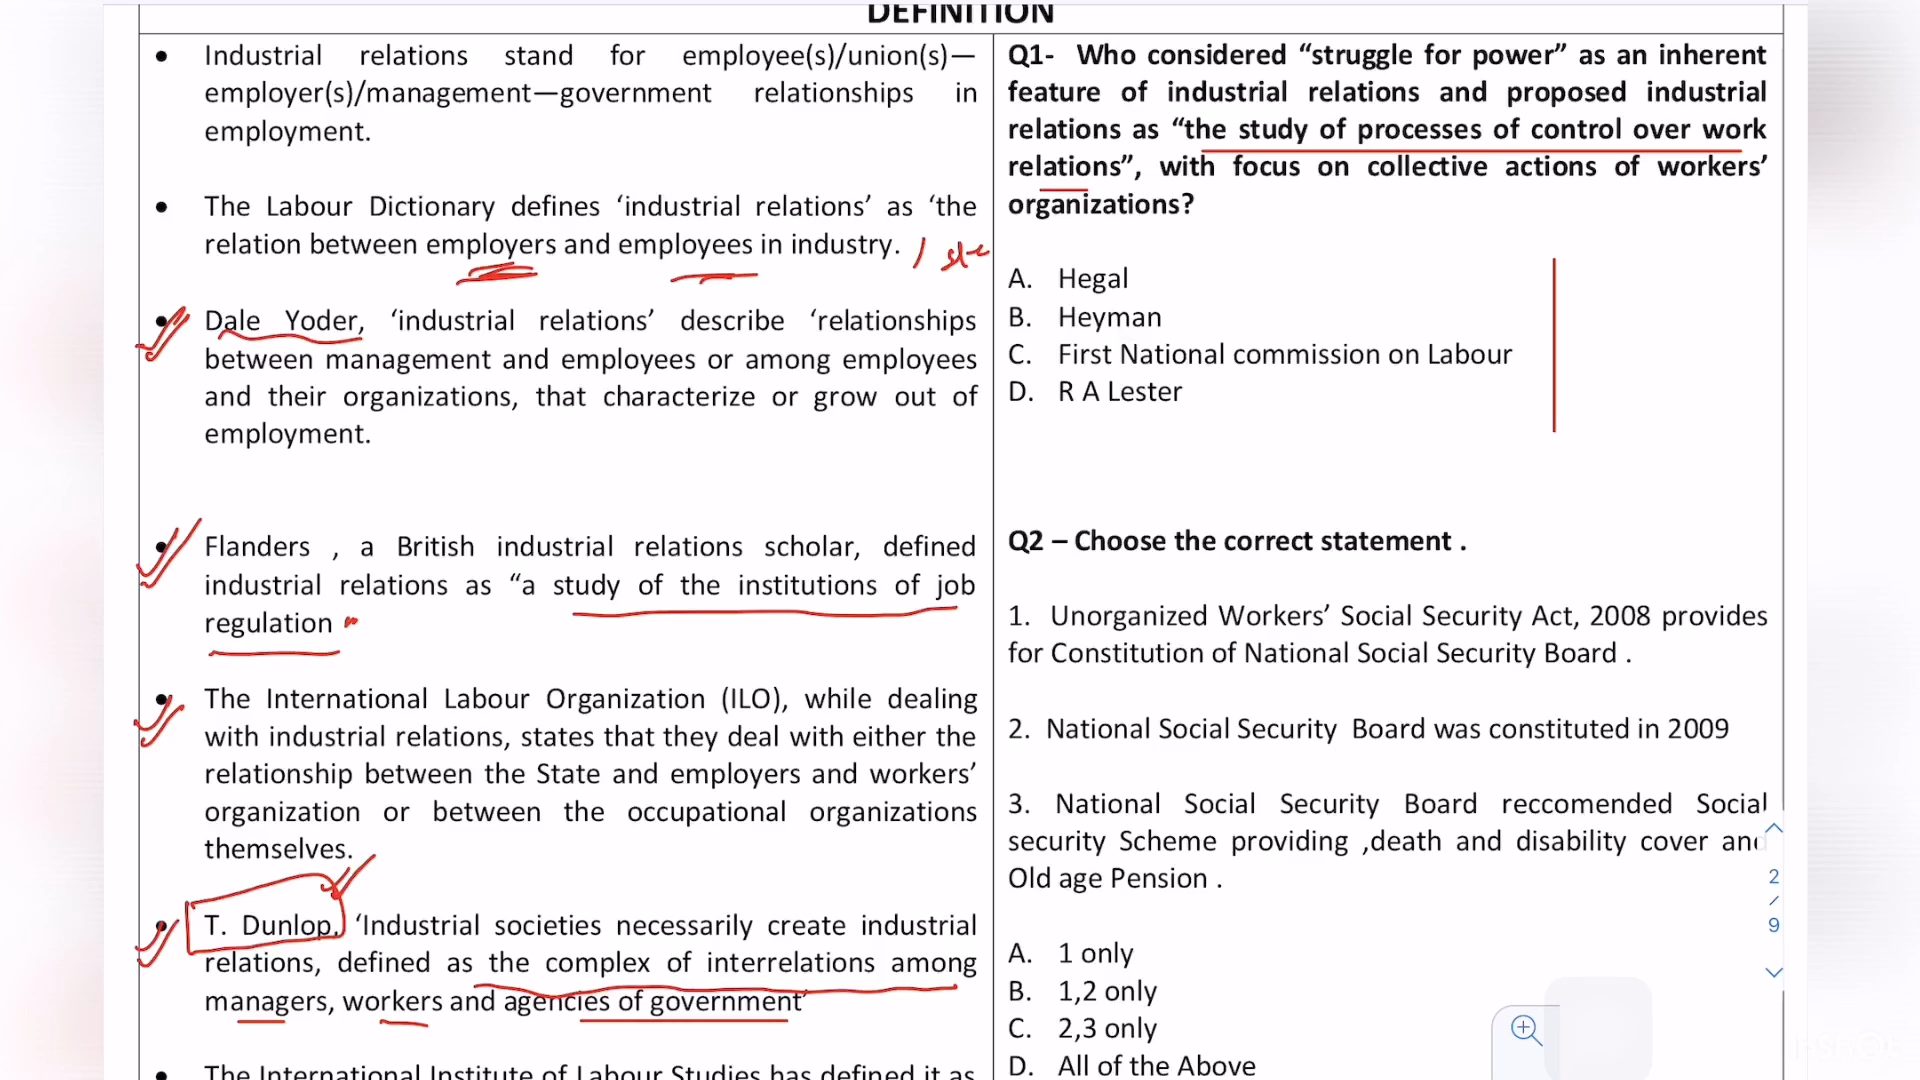 DEFINITION
• Industrial relations stand for employee(s)/union(s)—
employer(s)/management—government relationships in
employment.
• The Labour Dictionary defines ‘industrial relations’ as ‘the
relation between employers and employees in industry.
• Dale Yoder, ‘industrial relations’ describe ‘relationships
between management and employees or among employees
and their organizations, that characterize or grow out of
employment.
• Flanders , a British industrial relations scholar, defined
industrial relations as “a study of the institutions of job
regulation
• The International Labour Organization (ILO), while dealing
with industrial relations, states that they deal with either the
relationship between the State and employers and workers’
organization or between the occupational organizations
themselves.
• T. Dunlop, ‘Industrial societies necessarily create industrial
relations, defined as the complex of interrelations among
managers, workers and agencies of government’
• The International Institute of Labour Studies has defined it as
Q1- Who considered “struggle for power” as an inherent
feature of industrial relations and proposed industrial
relations as “the study of processes of control over work
relations”, with focus on collective actions of workers’
organizations?
A. Hegal
B. Heyman
C. First National commission on Labour
D. R A Lester
Q2 – Choose the correct statement .
1. Unorganized Workers’ Social Security Act, 2008 provides
for Constitution of National Social Security Board .
2. National Social Security Board was constituted in 2009
3. National Social Security Board reccomended Social
security Scheme providing ,death and disability cover and
Old age Pension .
A. 1 only
B. 1,2 only
C. 2,3 only
D. All of the Above
2
/
9